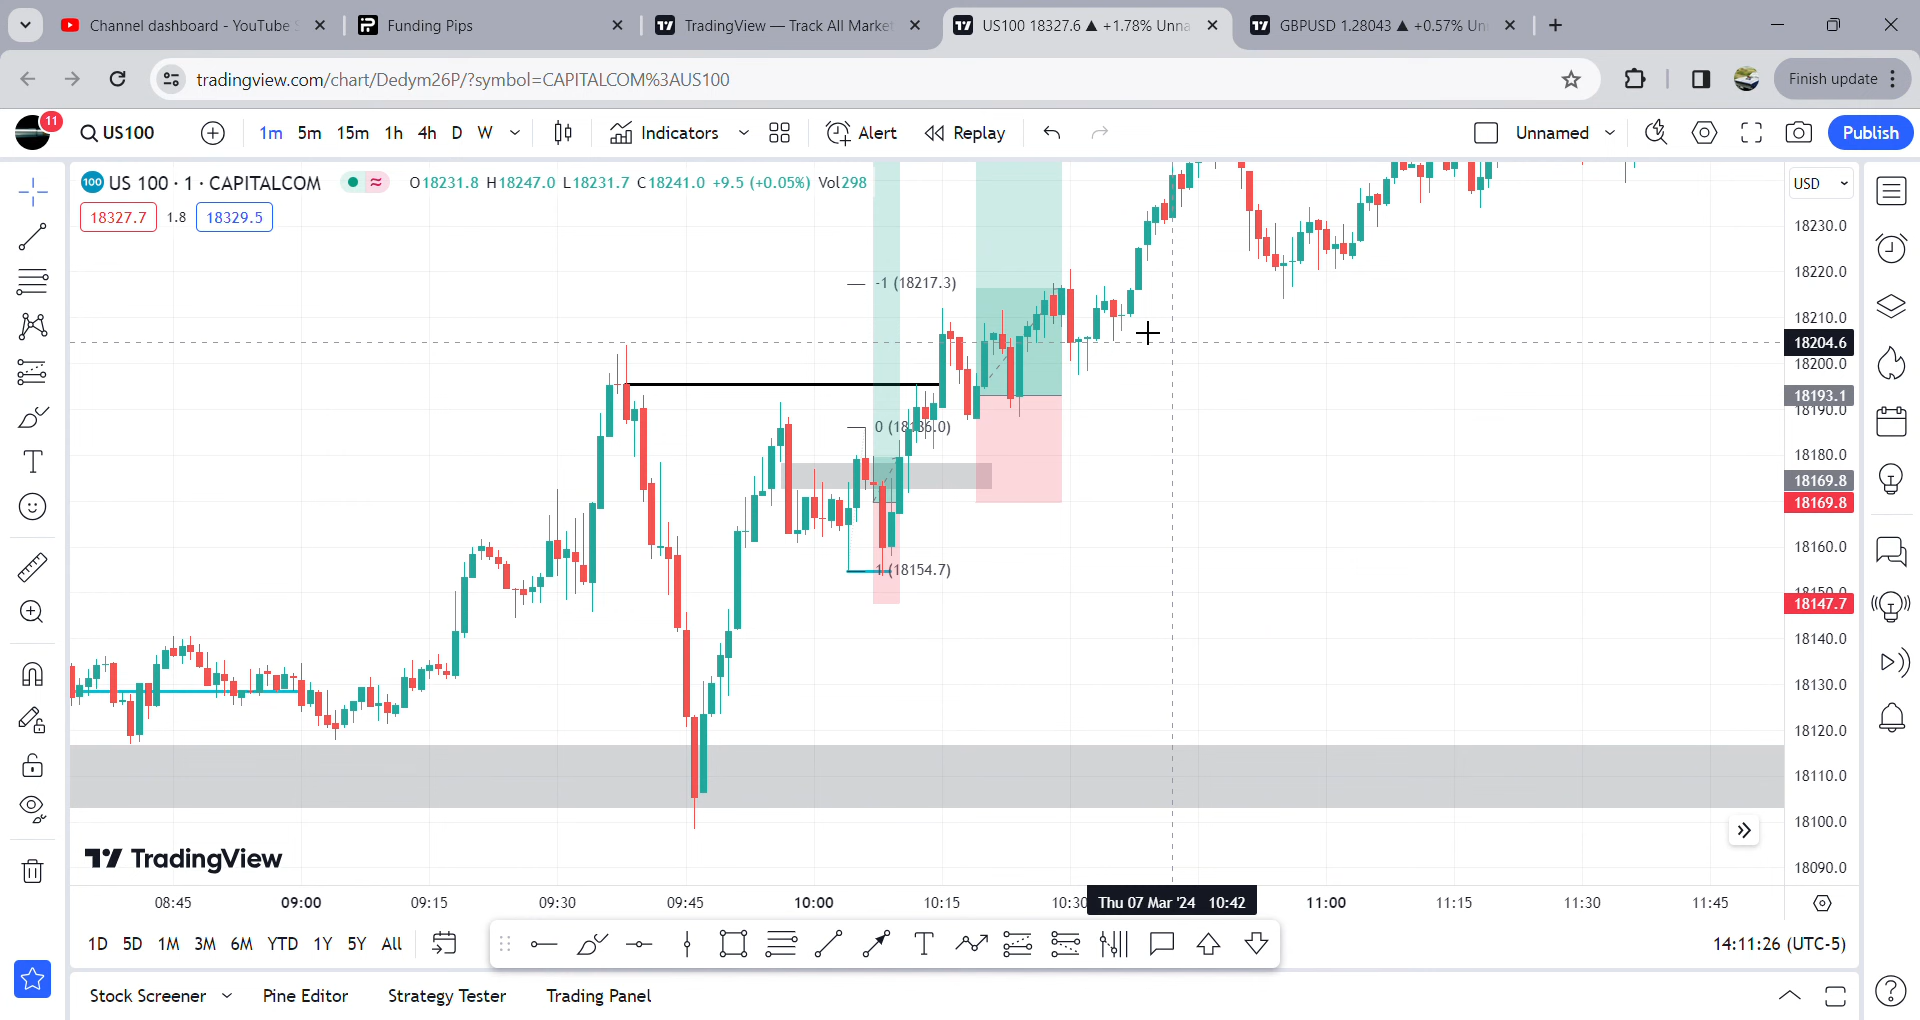 Channel dashboard - YouTube S
Funding Pips
TradingView — Track All Market
US100 18327.6 ▲ +1.78% Unna
GBPUSD 1.28043 ▲ +0.57% Un
tradingview.com/chart/Dedym26P/?symbol=CAPITALCOM%3AUS100
Finish update
11
US100
1m 5m 15m 1h 4h D W
Indicators
Alert
Replay
Unnamed
Publish
100 US 100 · 1 · CAPITALCOM
O18231.8 H18247.0 L18231.7 C18241.0 +9.5 (+0.05%) Vol298
USD
18327.7 1.8 18329.5
18230.0
18220.0
-1 (18217.3)
18210.0
18204.6
18200.0
18193.1
18190.0
0 (18186.0)
18180.0
18169.8
18169.8
18160.0
1 (18154.7)
18150.0
18147.7
18140.0
18130.0
18120.0
18110.0
18100.0
18090.0
TradingView
08:45 09:00 09:15 09:30 09:45 10:00 10:15 10:30 Thu 07 Mar '24 10:42 11:00 11:15 11:30 11:45
1D 5D 1M 3M 6M YTD 1Y 5Y All
14:11:26 (UTC-5)
Stock Screener Pine Editor Strategy Tester Trading Panel